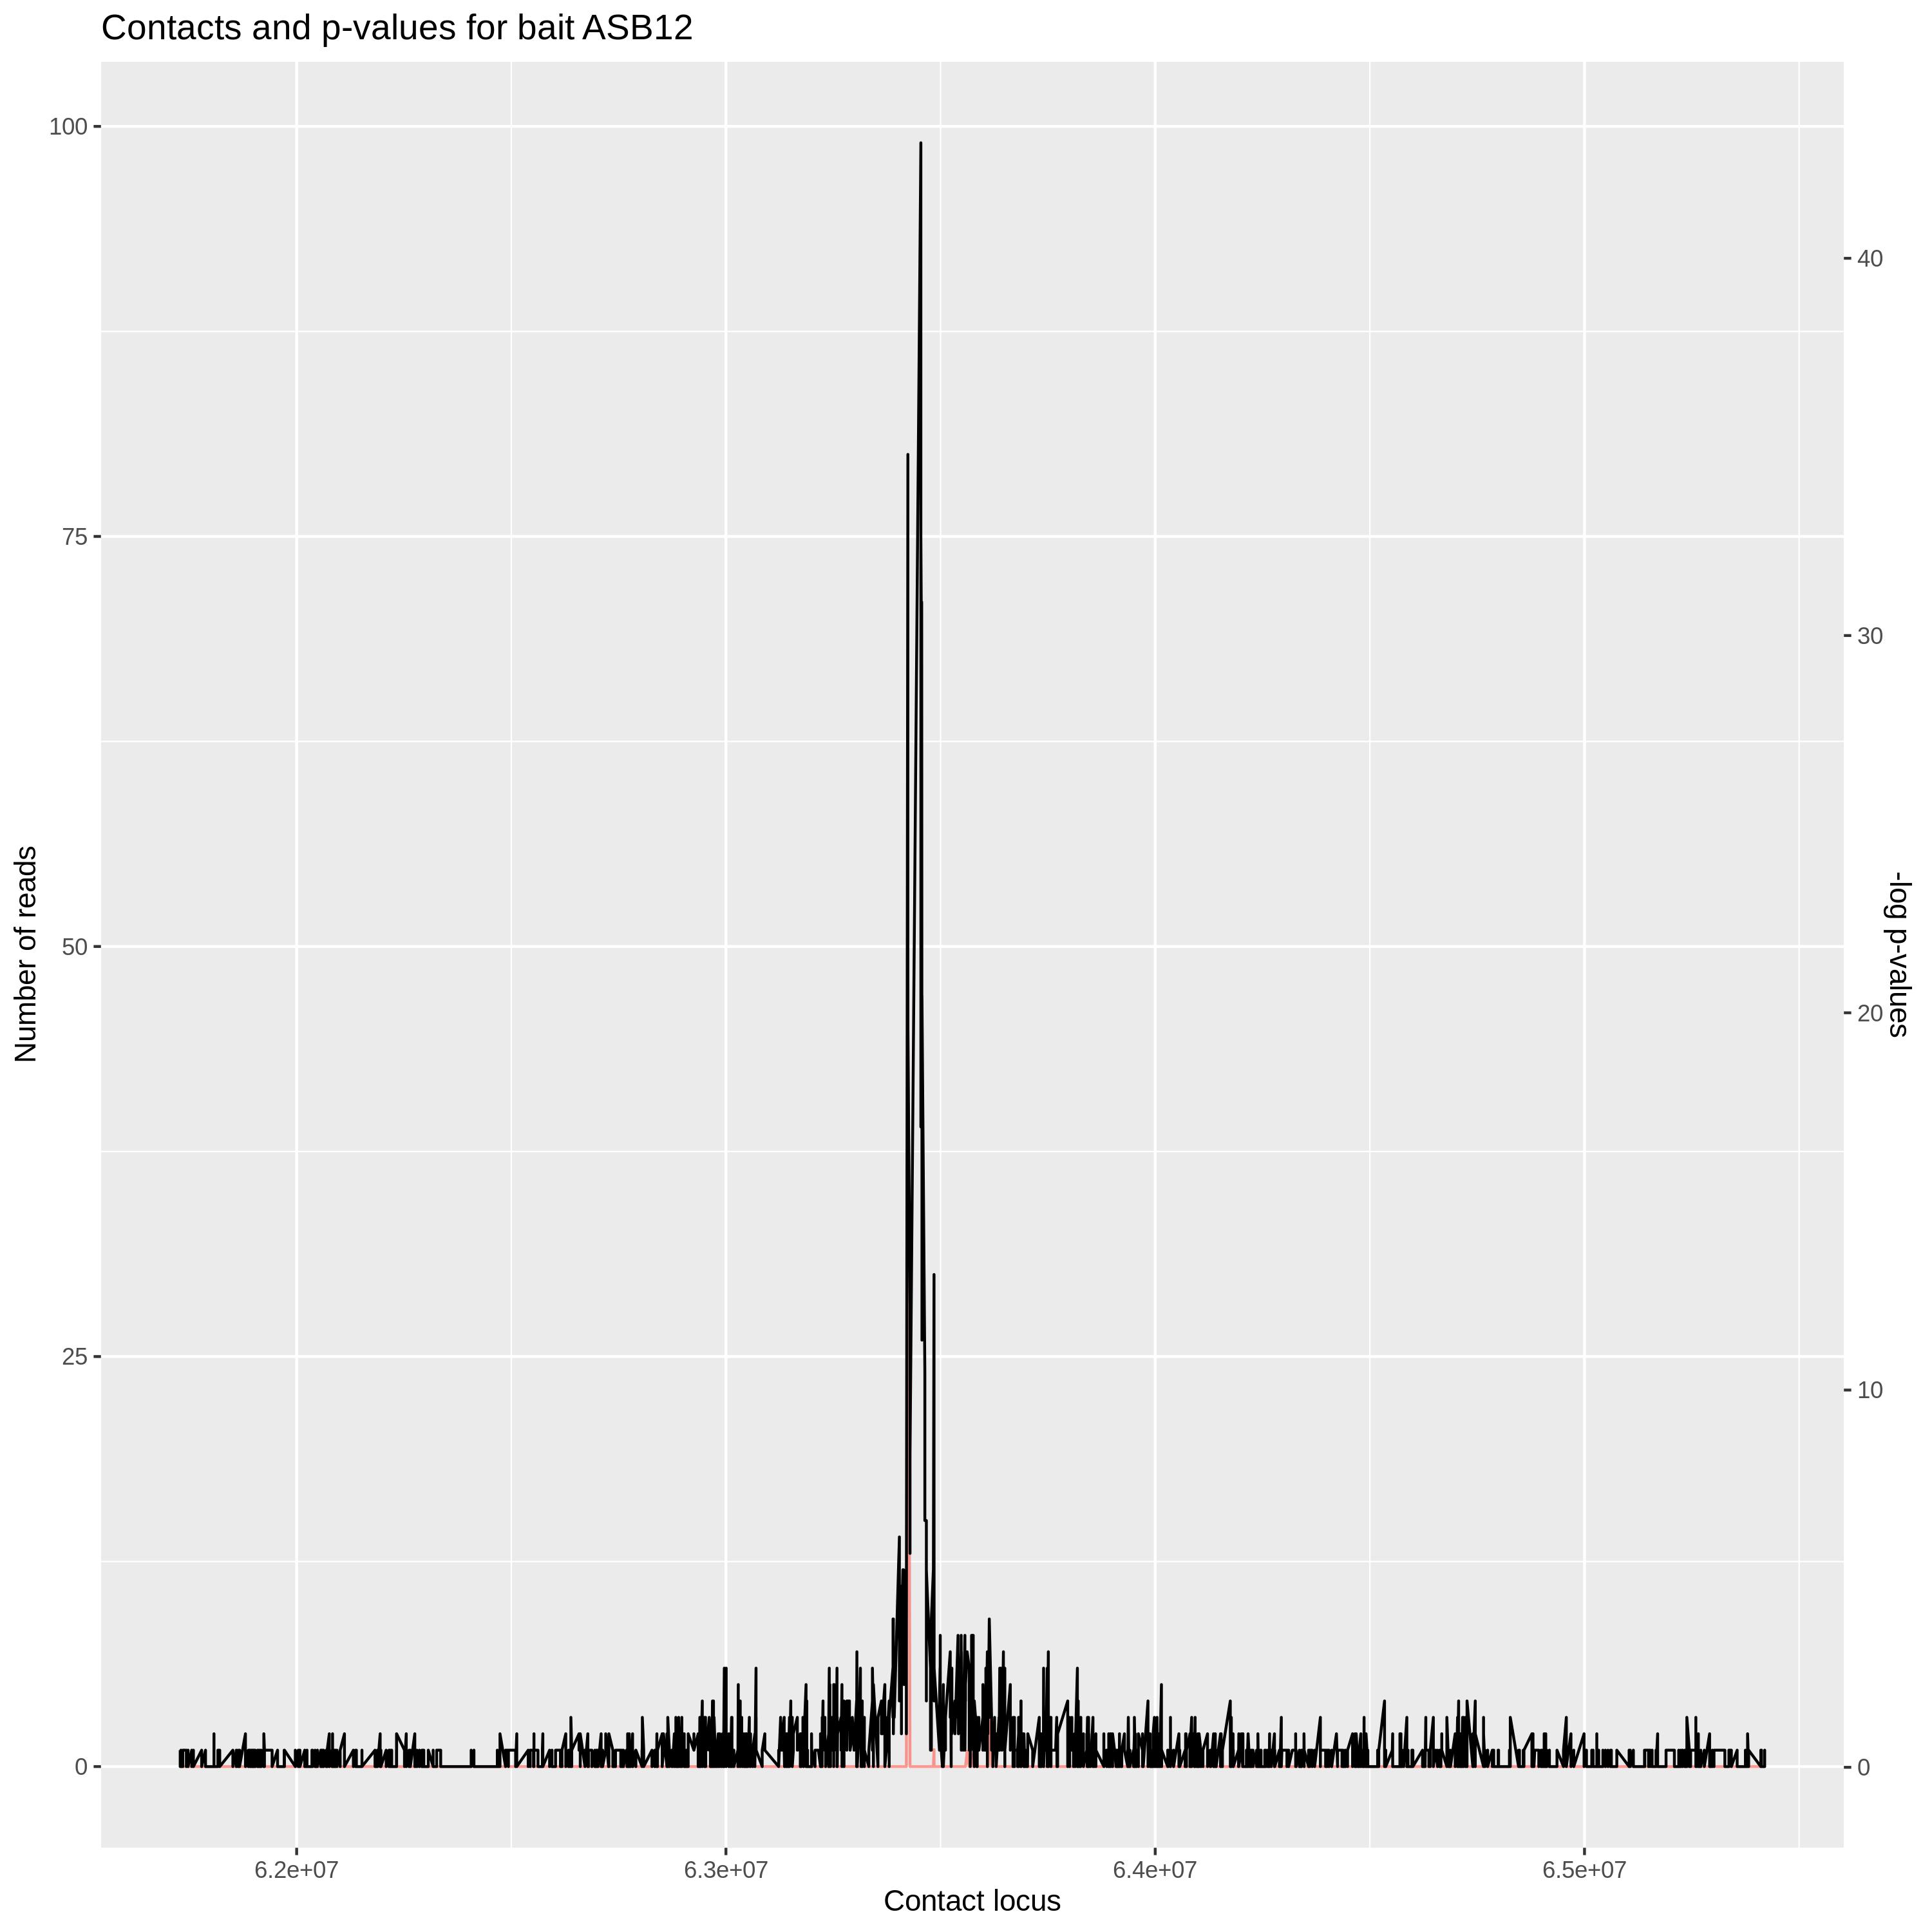 Contacts and p-values for bait ASB12
100
75
50
25
0
Number of reads
40
30
20
10
0
-log p-values
6.2e+07
6.3e+07
6.4e+07
6.5e+07
Contact locus